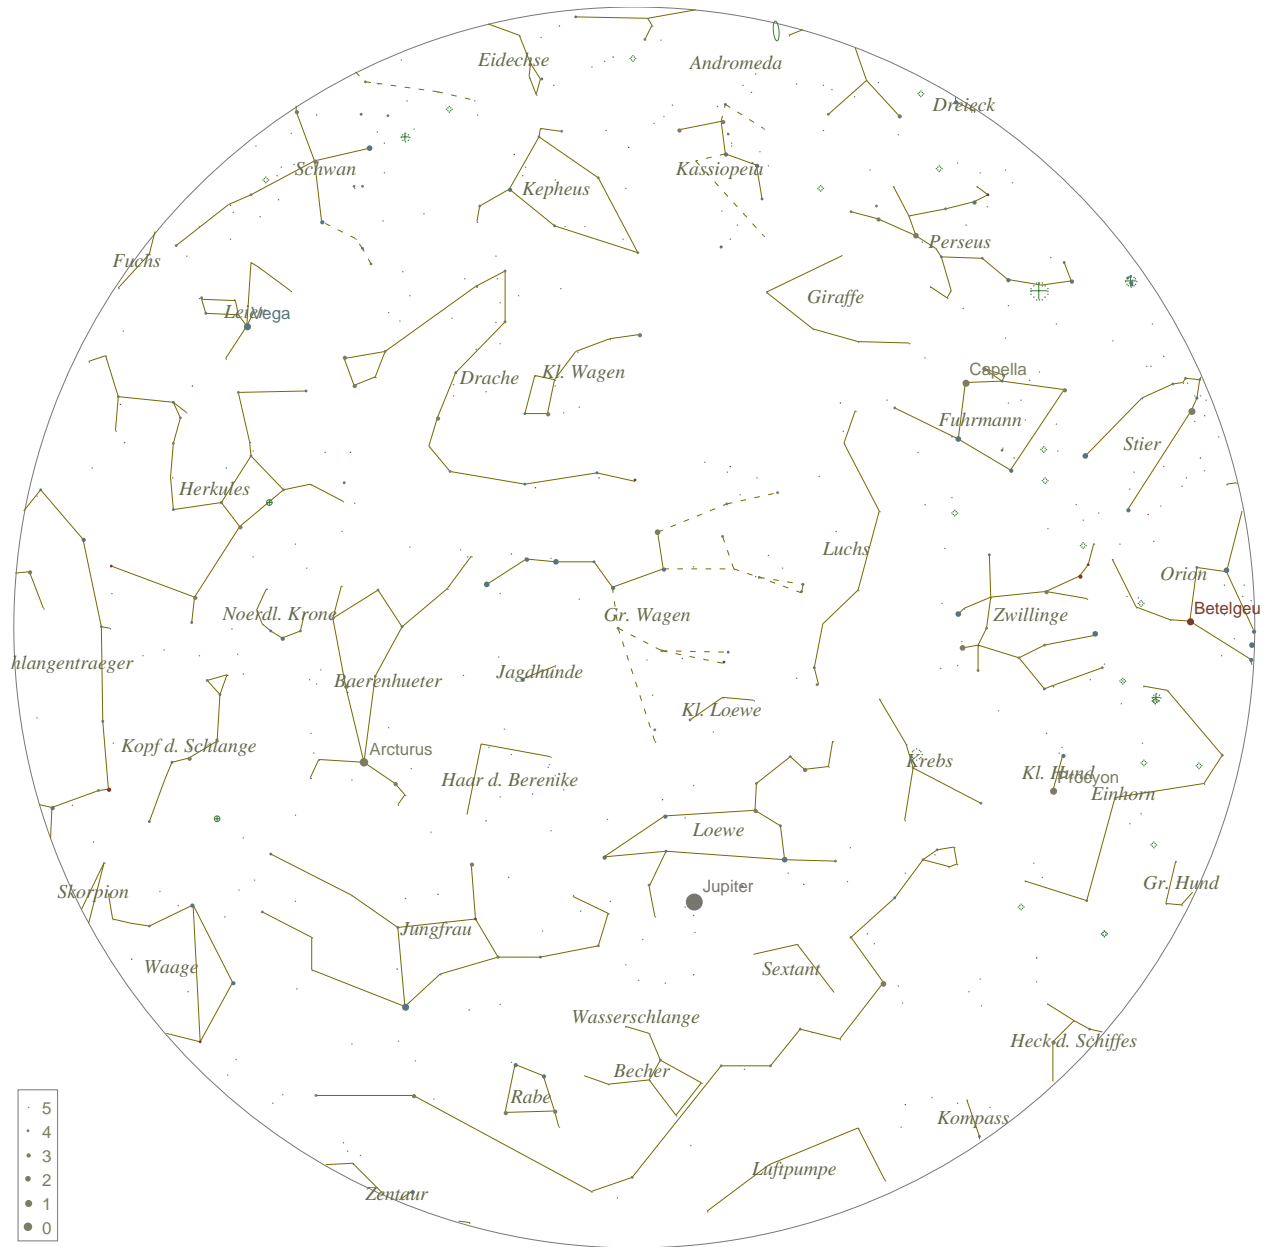 Eidechse
Andromeda
Dreieck
Schwan
Kepheus
Kassiopeia
Fuchs
Perseus
Leier
Vega
Giraffe
Drache
Kl. Wagen
Capella
Fuhrmann
Stier
Herkules
Luchs
Orion
Noerdl. Krone
Gr. Wagen
Zwillinge
Betelgeu
hlangentraeger
Baerenhueter
Jagdhunde
Kl. Loewe
Kopf d. Schlange
Arcturus
Haar d. Berenike
Krebs
Kl. Hund
Procyon
Einhorn
Loewe
Skorpion
Jupiter
Gr. Hund
Jungfrau
Waage
Sextant
Wasserschlange
Heck d. Schiffes
Becher
Rabe
Kompass
Luftpumpe
Zentaur
5
4
3
2
1
0